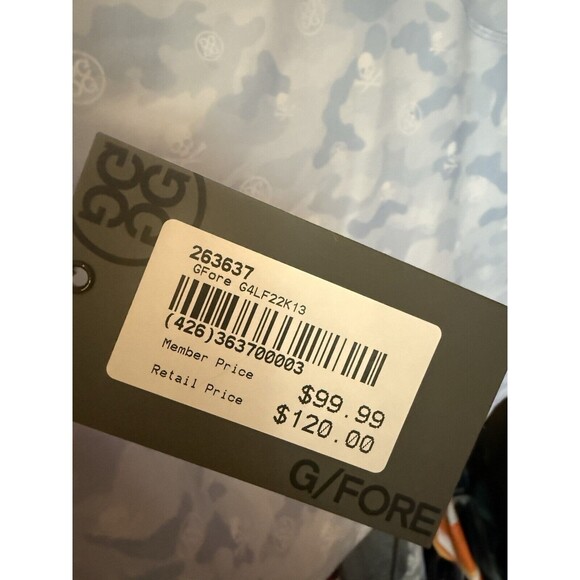 263637
GFore G4LF22K13
(426)363700003
Member Price $99.99
Retail Price $120.00
G/FORE